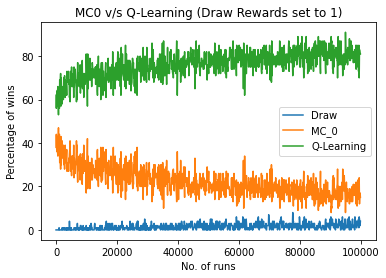 MC0 v/s Q-Learning (Draw Rewards set to 1)
Percentage of wins
80
60
40
20
0
Draw
MC_0
Q-Learning
0 20000 40000 60000 80000 100000
No. of runs